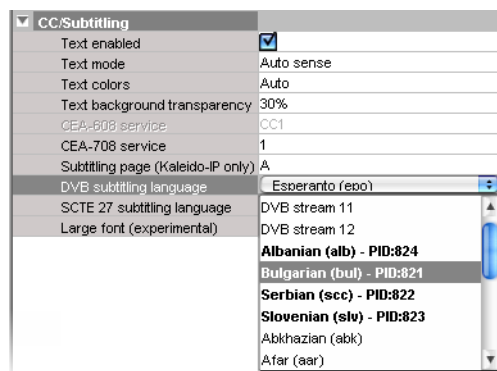 CC/Subtitling
Text enabled
Text mode Auto sense
Text colors Auto
Text background transparency 30%
CEA-608 service CC1
CEA-708 service 1
Subtitling page (Kaleido-IP only) A
DVB subtitling language Esperanto (epo)
SCTE 27 subtitling language DVB stream 11
Large font (experimental) DVB stream 12
Albanian (alb) - PID:824
Bulgarian (bul) - PID:821
Serbian (scc) - PID:822
Slovenian (slv) - PID:823
Abkhazian (abk)
Afar (aar)